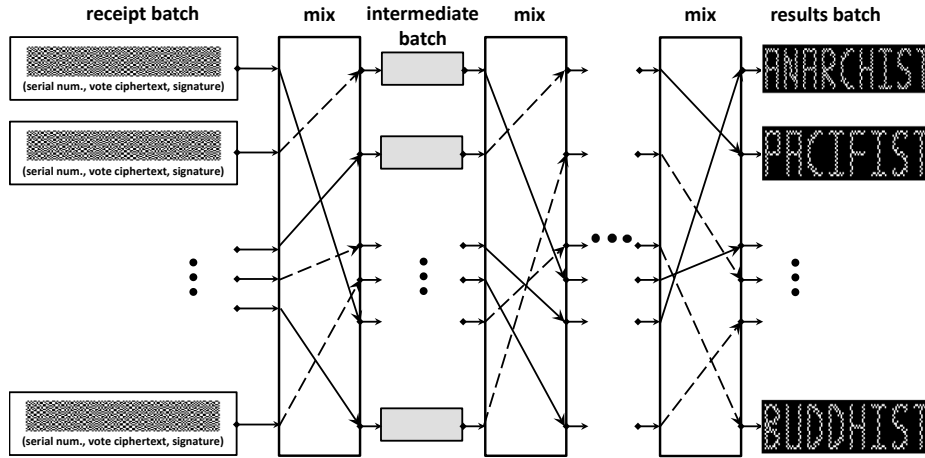 receipt batch
mix
intermediate
batch
mix
mix
results batch
(serial num., vote ciphertext, signature)
ANARCHIST
(serial num., vote ciphertext, signature)
PACIFIST
(serial num., vote ciphertext, signature)
BUDDHIST